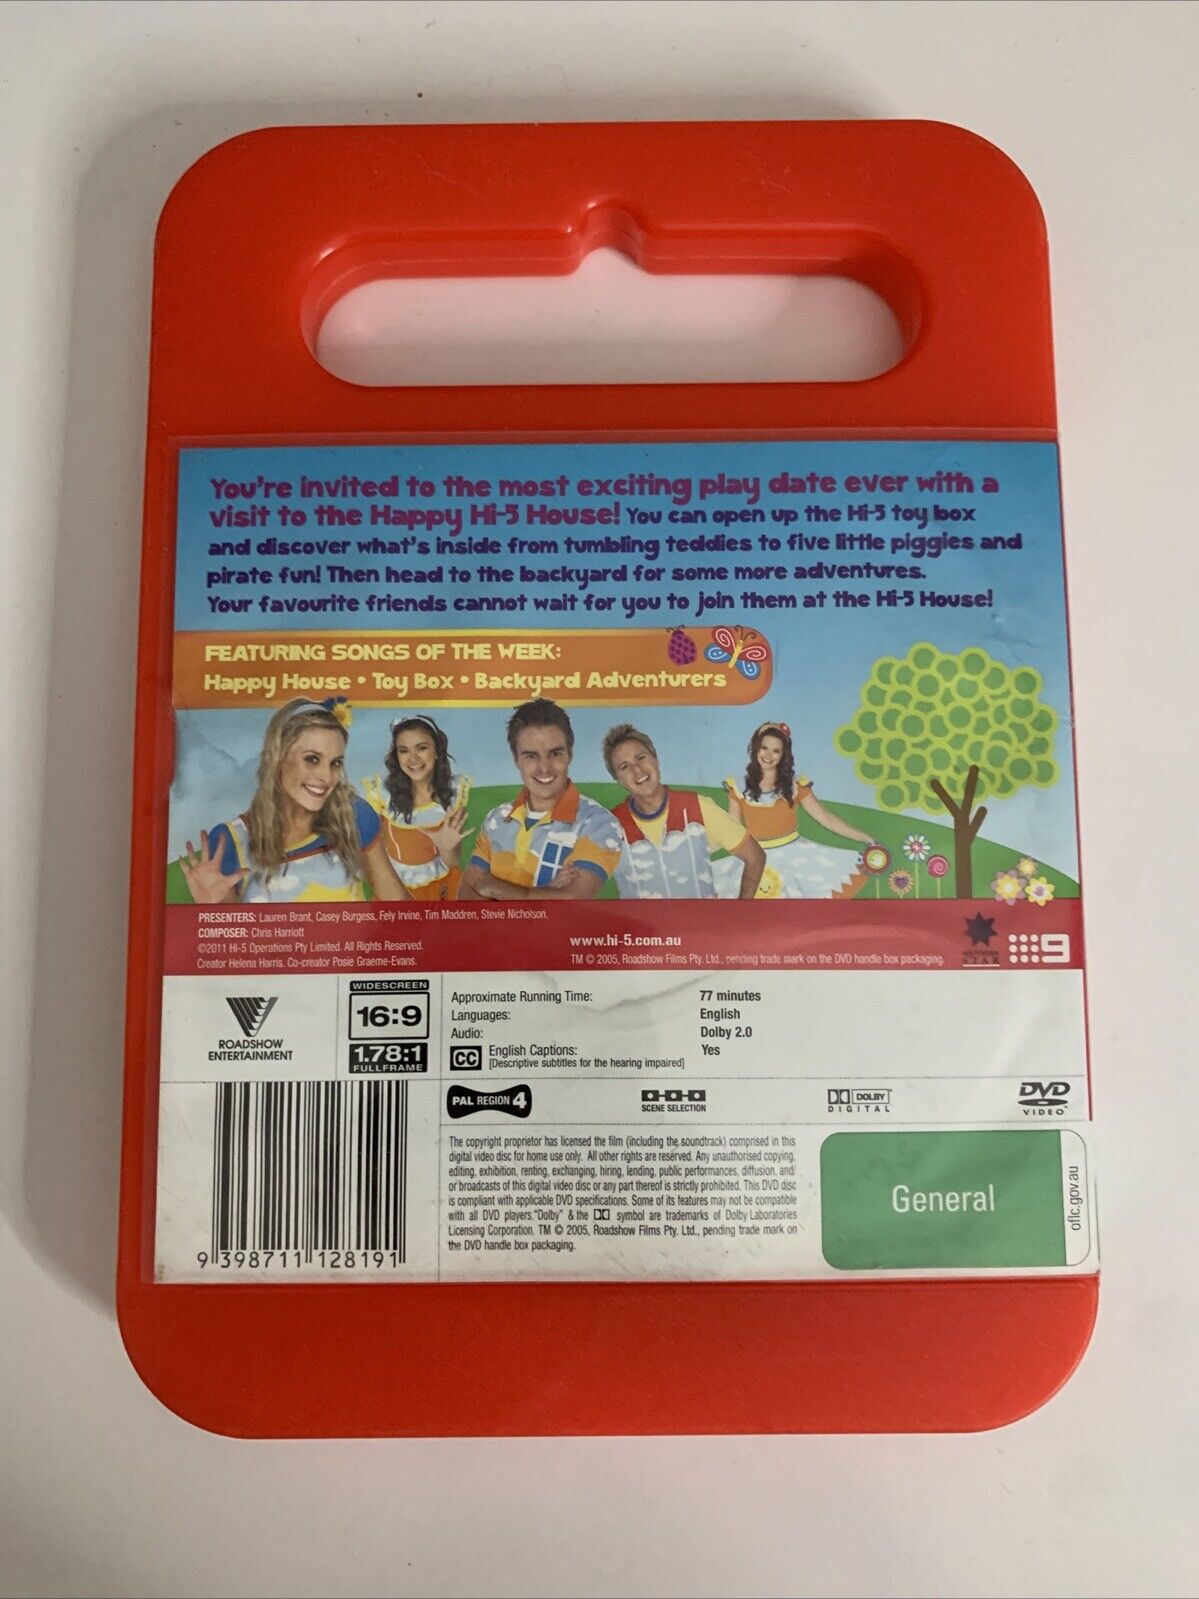 You're invited to the most exciting play date ever with a
visit to the Happy Hi-5 House! You can open up the Hi-5 toy box
and discover what's inside from tumbling teddies to five little piggies and
pirate fun! Then head to the backyard for some more adventures.
Your favourite friends cannot wait for you to join them at the Hi-5 House!
FEATURING SONGS OF THE WEEK:
Happy House • Toy Box • Backyard Adventurers
PRESENTERS: Lauren Brant, Casey Burgess, Fely Irvine, Tim Maddren, Stevie Nicholson.
COMPOSER: Chris Harriott
©2011 Hi-5 Operations Pty Limited. All Rights Reserved.
Creator Helena Harris. Co-creator Posie Graeme-Evans.
www.hi-5.com.au
TM © 2005, Roadshow Films Pty. Ltd., pending trade mark on the DVD handle box packaging.
9
ROADSHOW
ENTERTAINMENT
WIDESCREEN
16:9
1.78:1
FULLFRAME
Approximate Running Time: 77 minutes
Languages: English
Audio: Dolby 2.0
CC English Captions: Yes
[Descriptive subtitles for the hearing impaired]
PAL REGION 4
SCENE SELECTION
DOLBY
DIGITAL
DVD
VIDEO
The copyright proprietor has licensed the film (including the soundtrack) comprised in this
digital video disc for home use only. All other rights are reserved. Any unauthorised copying,
editing, exhibition, renting, exchanging, hiring, lending, public performances, diffusion, and/
or broadcasts of this digital video disc or any part thereof is strictly prohibited. This DVD disc
is compliant with applicable DVD specifications. Some of its features may not be compatible
with all DVD players. "Dolby" & the symbol are trademarks of Dolby Laboratories
Licensing Corporation. TM © 2005, Roadshow Films Pty. Ltd., pending trade mark on
the DVD handle box packaging.
General
oflc.gov.au
9 398711 128191